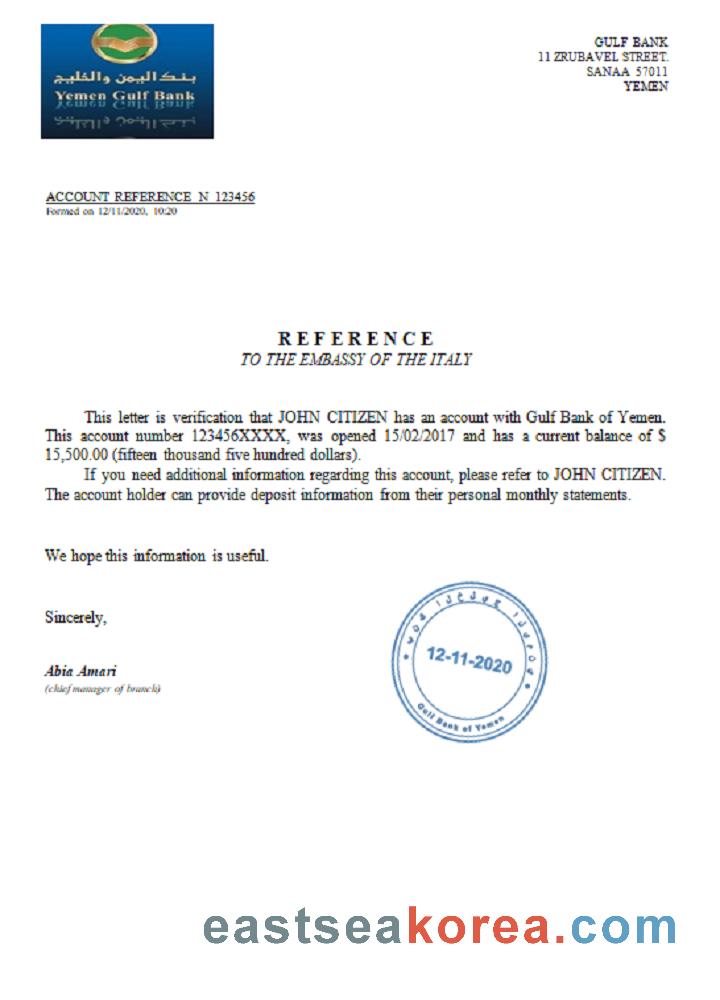 بنك اليمن والخليج
Yemen Gulf Bank
GULF BANK
11 ZRUBAVEL STREET.
SANAA 57011
YEMEN
ACCOUNT REFERENCE N 123456
Formed on 12/11/2020, 10:20
REFERENCE
TO THE EMBASSY OF THE ITALY
This letter is verification that JOHN CITIZEN has an account with Gulf Bank of Yemen.
This account number 123456XXXX, was opened 15/02/2017 and has a current balance of $
15,500.00 (fifteen thousand five hundred dollars).
If you need additional information regarding this account, please refer to JOHN CITIZEN.
The account holder can provide deposit information from their personal monthly statements.
We hope this information is useful.
Sincerely,
Abia Amari
(chief manager of branch)
12-11-2020
Gulf Bank of Yemen
eastseakorea.com